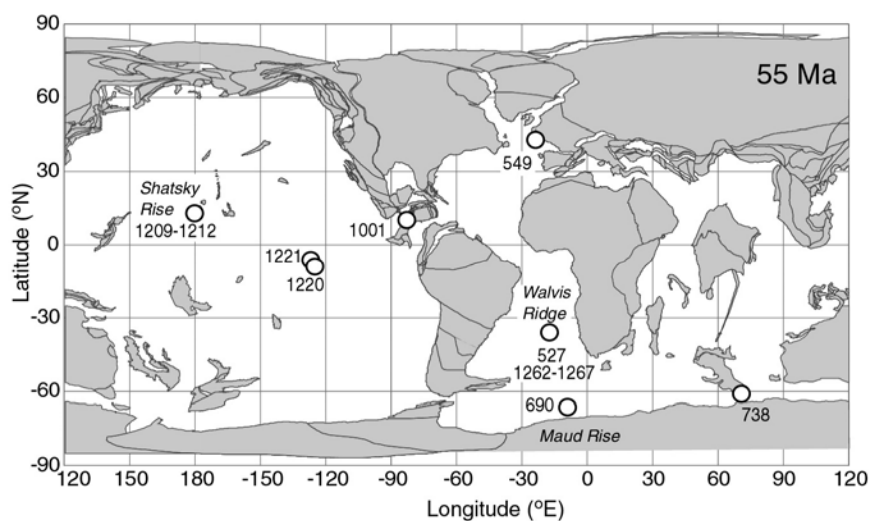 90
60
30
0
-30
-60
-90
Latitude (ºN)
55 Ma
549
Shatsky
Rise
1209-1212
1001
1221
1220
Walvis
Ridge
527
1262-1267
690
738
Maud Rise
120 150 180 -150 -120 -90 -60 -30 0 30 60 90 120
Longitude (ºE)